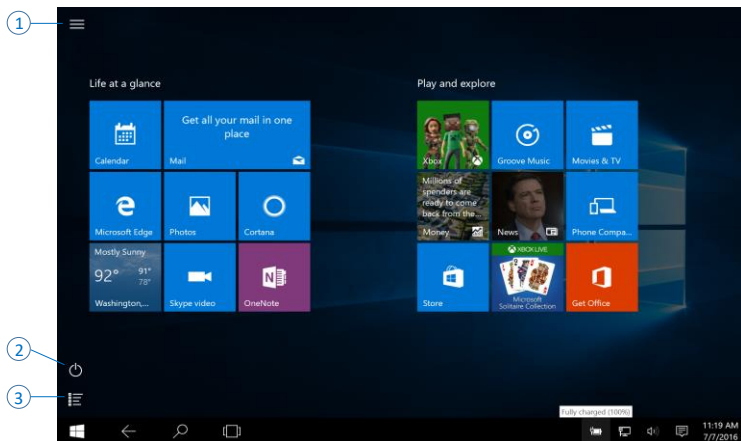 1
Life at a glance
Play and explore
Calendar
Get all your mail in one
place
Mail
Xbox
Groove Music
Movies & TV
Microsoft Edge
Photos
Cortana
Millions of
spenders are
ready to come
back from the...
Money
News
Phone Compa...
Mostly Sunny
92° 91°
78°
Washington,...
Skype video
N
OneNote
Store
XBOX LIVE
Microsoft
Solitaire Collection
Get Office
2
3
Fully charged (100%)
11:19 AM
7/7/2016